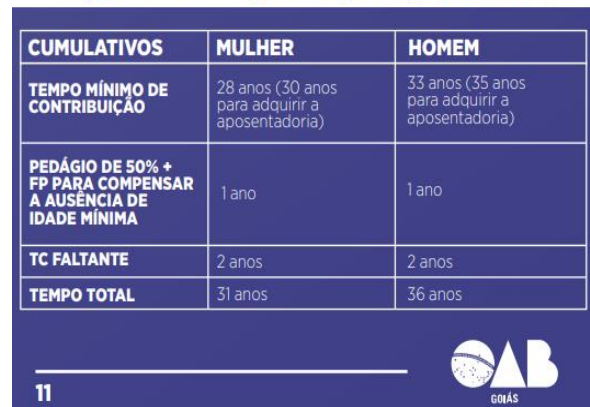 CUMULATIVOS MULHER HOMEM
TEMPO MÍNIMO DE
CONTRIBUIÇÃO
28 anos (30 anos
para adquirir a
aposentadoria)
33 anos (35 anos
para adquirir a
aposentadoria)
PEDÁGIO DE 50% +
FP PARA COMPENSAR
A AUSÊNCIA DE
IDADE MÍNIMA
1 ano
1 ano
TC FALTANTE 2 anos 2 anos
TEMPO TOTAL 31 anos 36 anos
11
OAB
GOIÁS